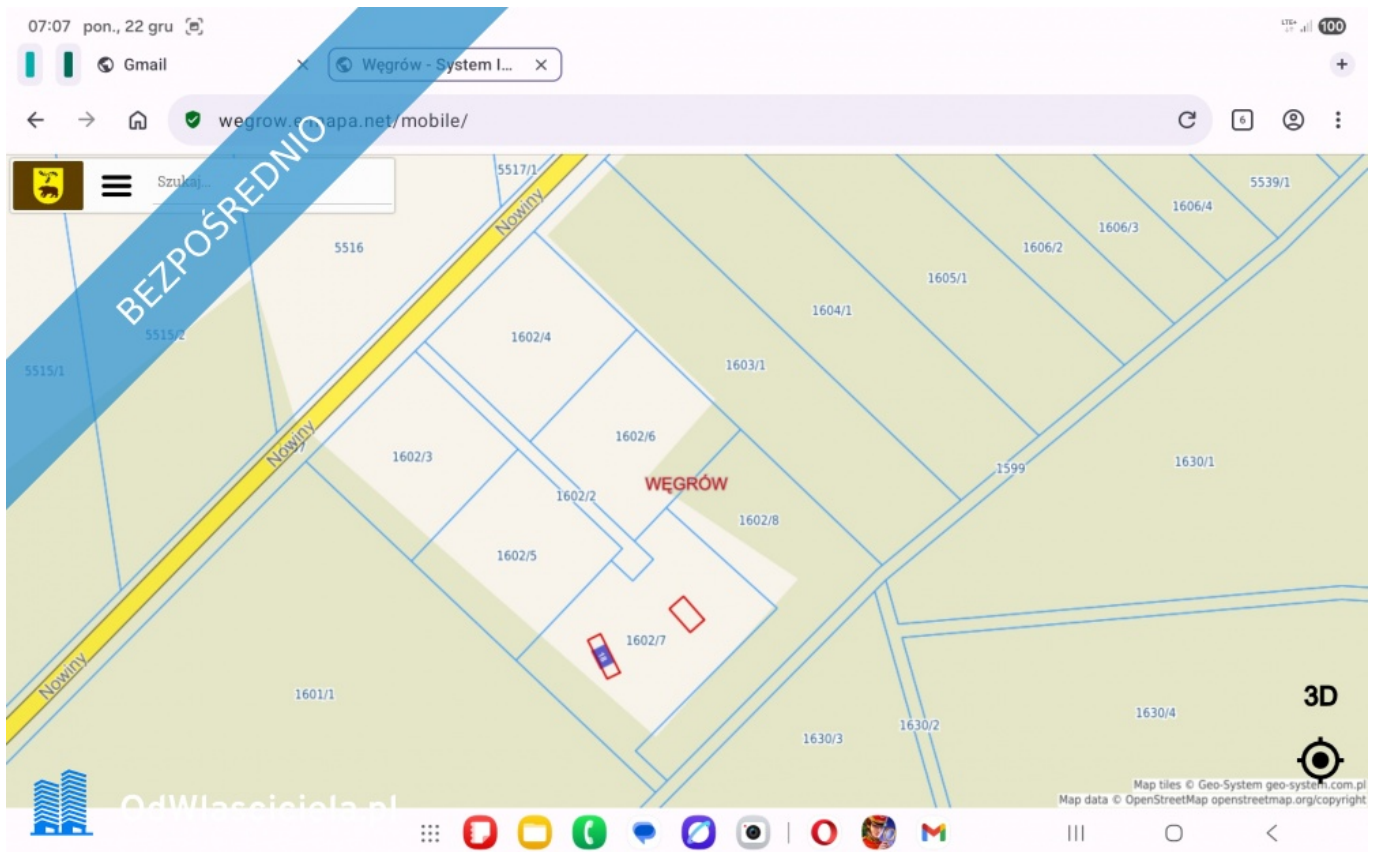 07:07 pon., 22 gru
LTE+
100
Gmail
Węgrów - System I...
wegrow.e-mapa.net/mobile/
6
BEZPOŚREDNIO
Szukaj...
5517/1
Nowiny
5516
5515/2
5515/1
5539/1
1606/4
1606/3
1606/2
1605/1
1604/1
1603/1
1602/4
1602/6
1602/3
Nowiny
1602/2
WĘGRÓW
1602/8
1599
1630/1
1602/5
1602/7
Nowiny
1601/1
1630/3
1630/2
1630/4
3D
Map tiles © Geo-System geo-system.com.pl
Map data © OpenStreetMap openstreetmap.org/copyright
OdWlasciciela.pl